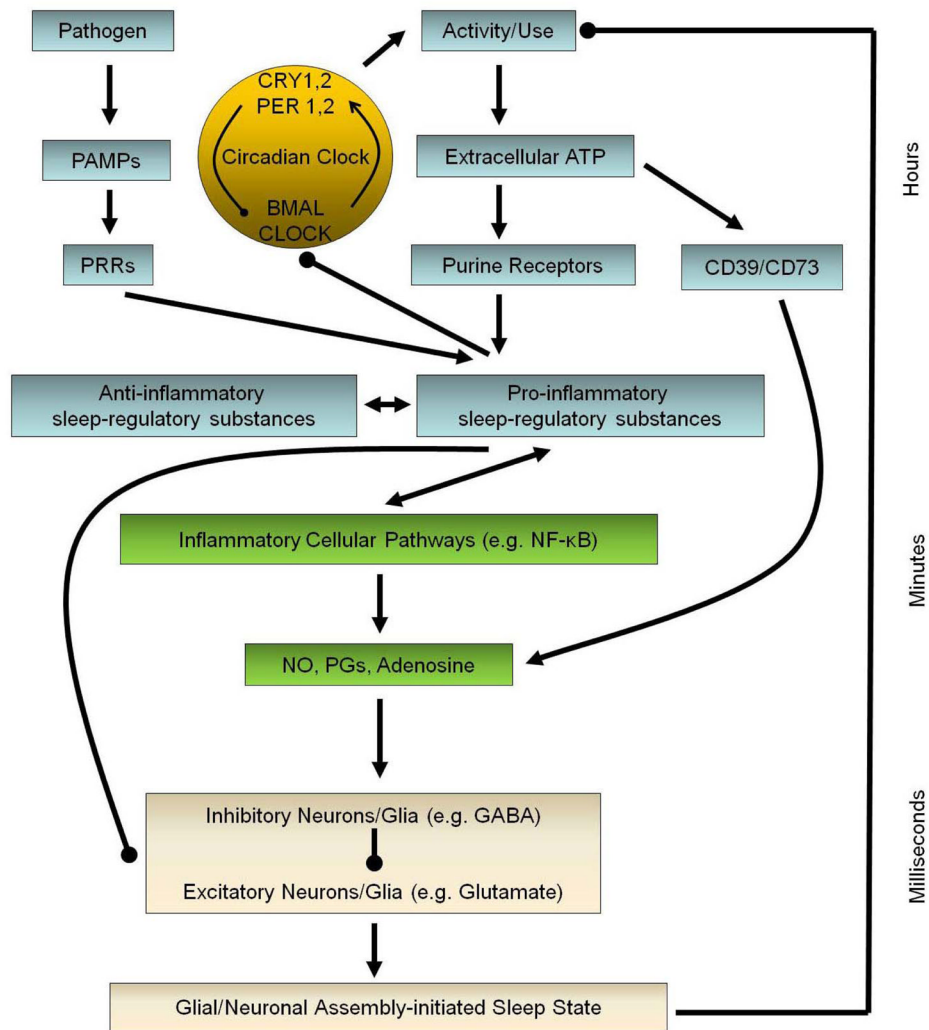 Pathogen
Activity/Use
CRY1,2
PER 1,2
PAMPs
Circadian Clock
Extracellular ATP
BMAL
CLOCK
PRRs
Purine Receptors
CD39/CD73
Hours
Anti-inflammatory
sleep-regulatory substances
Pro-inflammatory
sleep-regulatory substances
Inflammatory Cellular Pathways (e.g. NF-κB)
Minutes
NO, PGs, Adenosine
Inhibitory Neurons/Glia (e.g. GABA)
Excitatory Neurons/Glia (e.g. Glutamate)
Milliseconds
Glial/Neuronal Assembly-initiated Sleep State